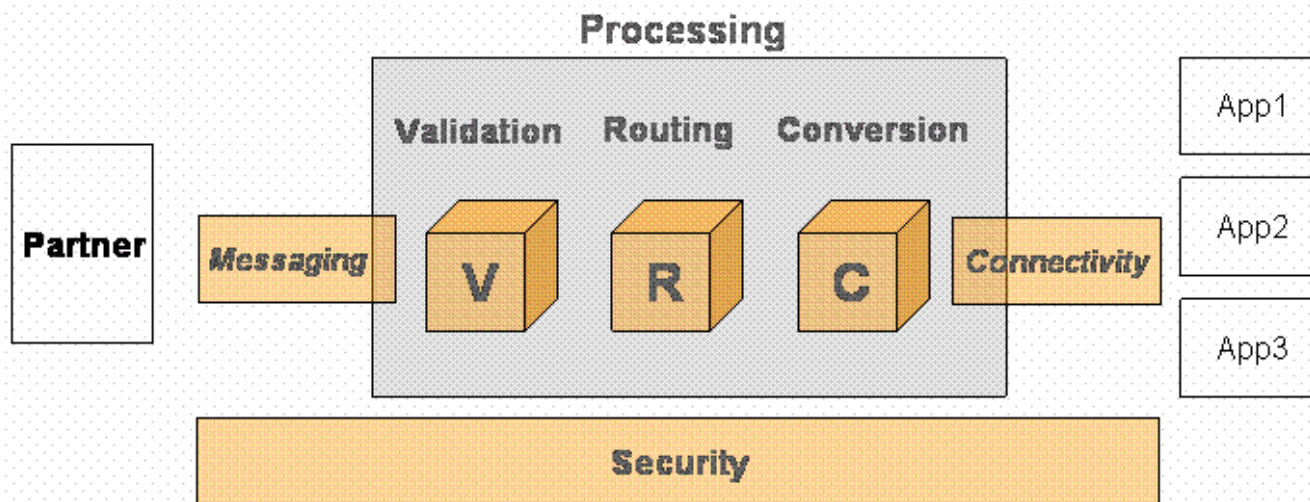 Processing
Validation Routing Conversion
Partner
Messaging
V
R
C
Connectivity
App1
App2
App3
Security